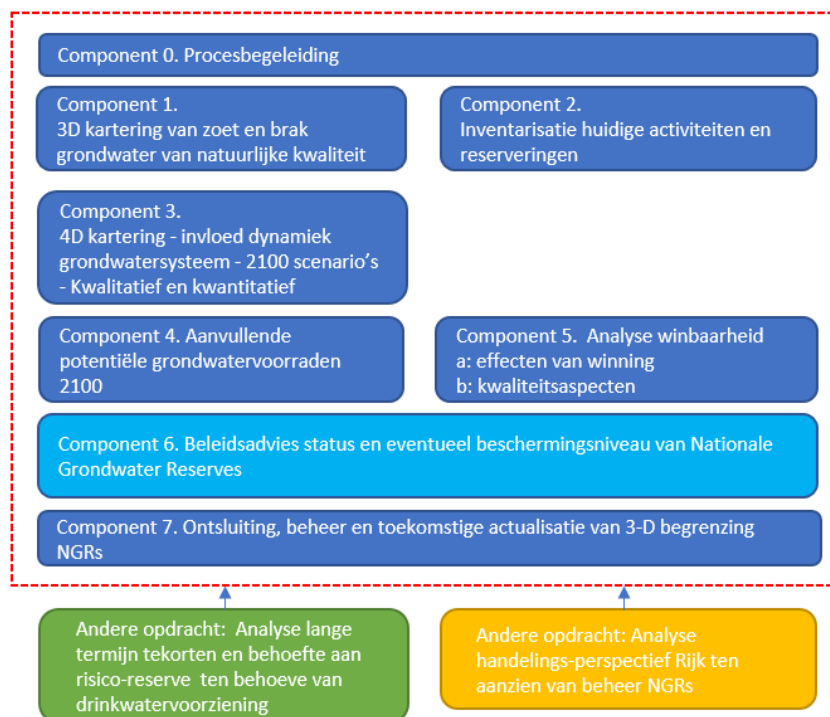 Component 0. Procesbegeleiding
Component 1.
3D kartering van zoet en brak
grondwater van natuurlijke kwaliteit
Component 2.
Inventarisatie huidige activiteiten en
reserveringen
Component 3.
4D kartering - invloed dynamiek
grondwatersysteem - 2100 scenario's
- Kwalitatief en kwantitatief
Component 4. Aanvullende
potentiële grondwatervoorraden
2100
Component 5.  Analyse winbaarheid
a: effecten van winning
b: kwaliteitsaspecten
Component 6. Beleidsadvies status en eventueel beschermingsniveau van Nationale
Grondwater Reserves
Component 7. Ontsluiting, beheer en toekomstige actualisatie van 3-D begrenzing
NGRs
Andere opdracht:  Analyse lange
termijn tekorten en behoefte aan
risico-reserve  ten behoeve van
drinkwatervoorziening
Andere opdracht: Analyse
handelings-perspectief Rijk ten
aanzien van beheer NGRs